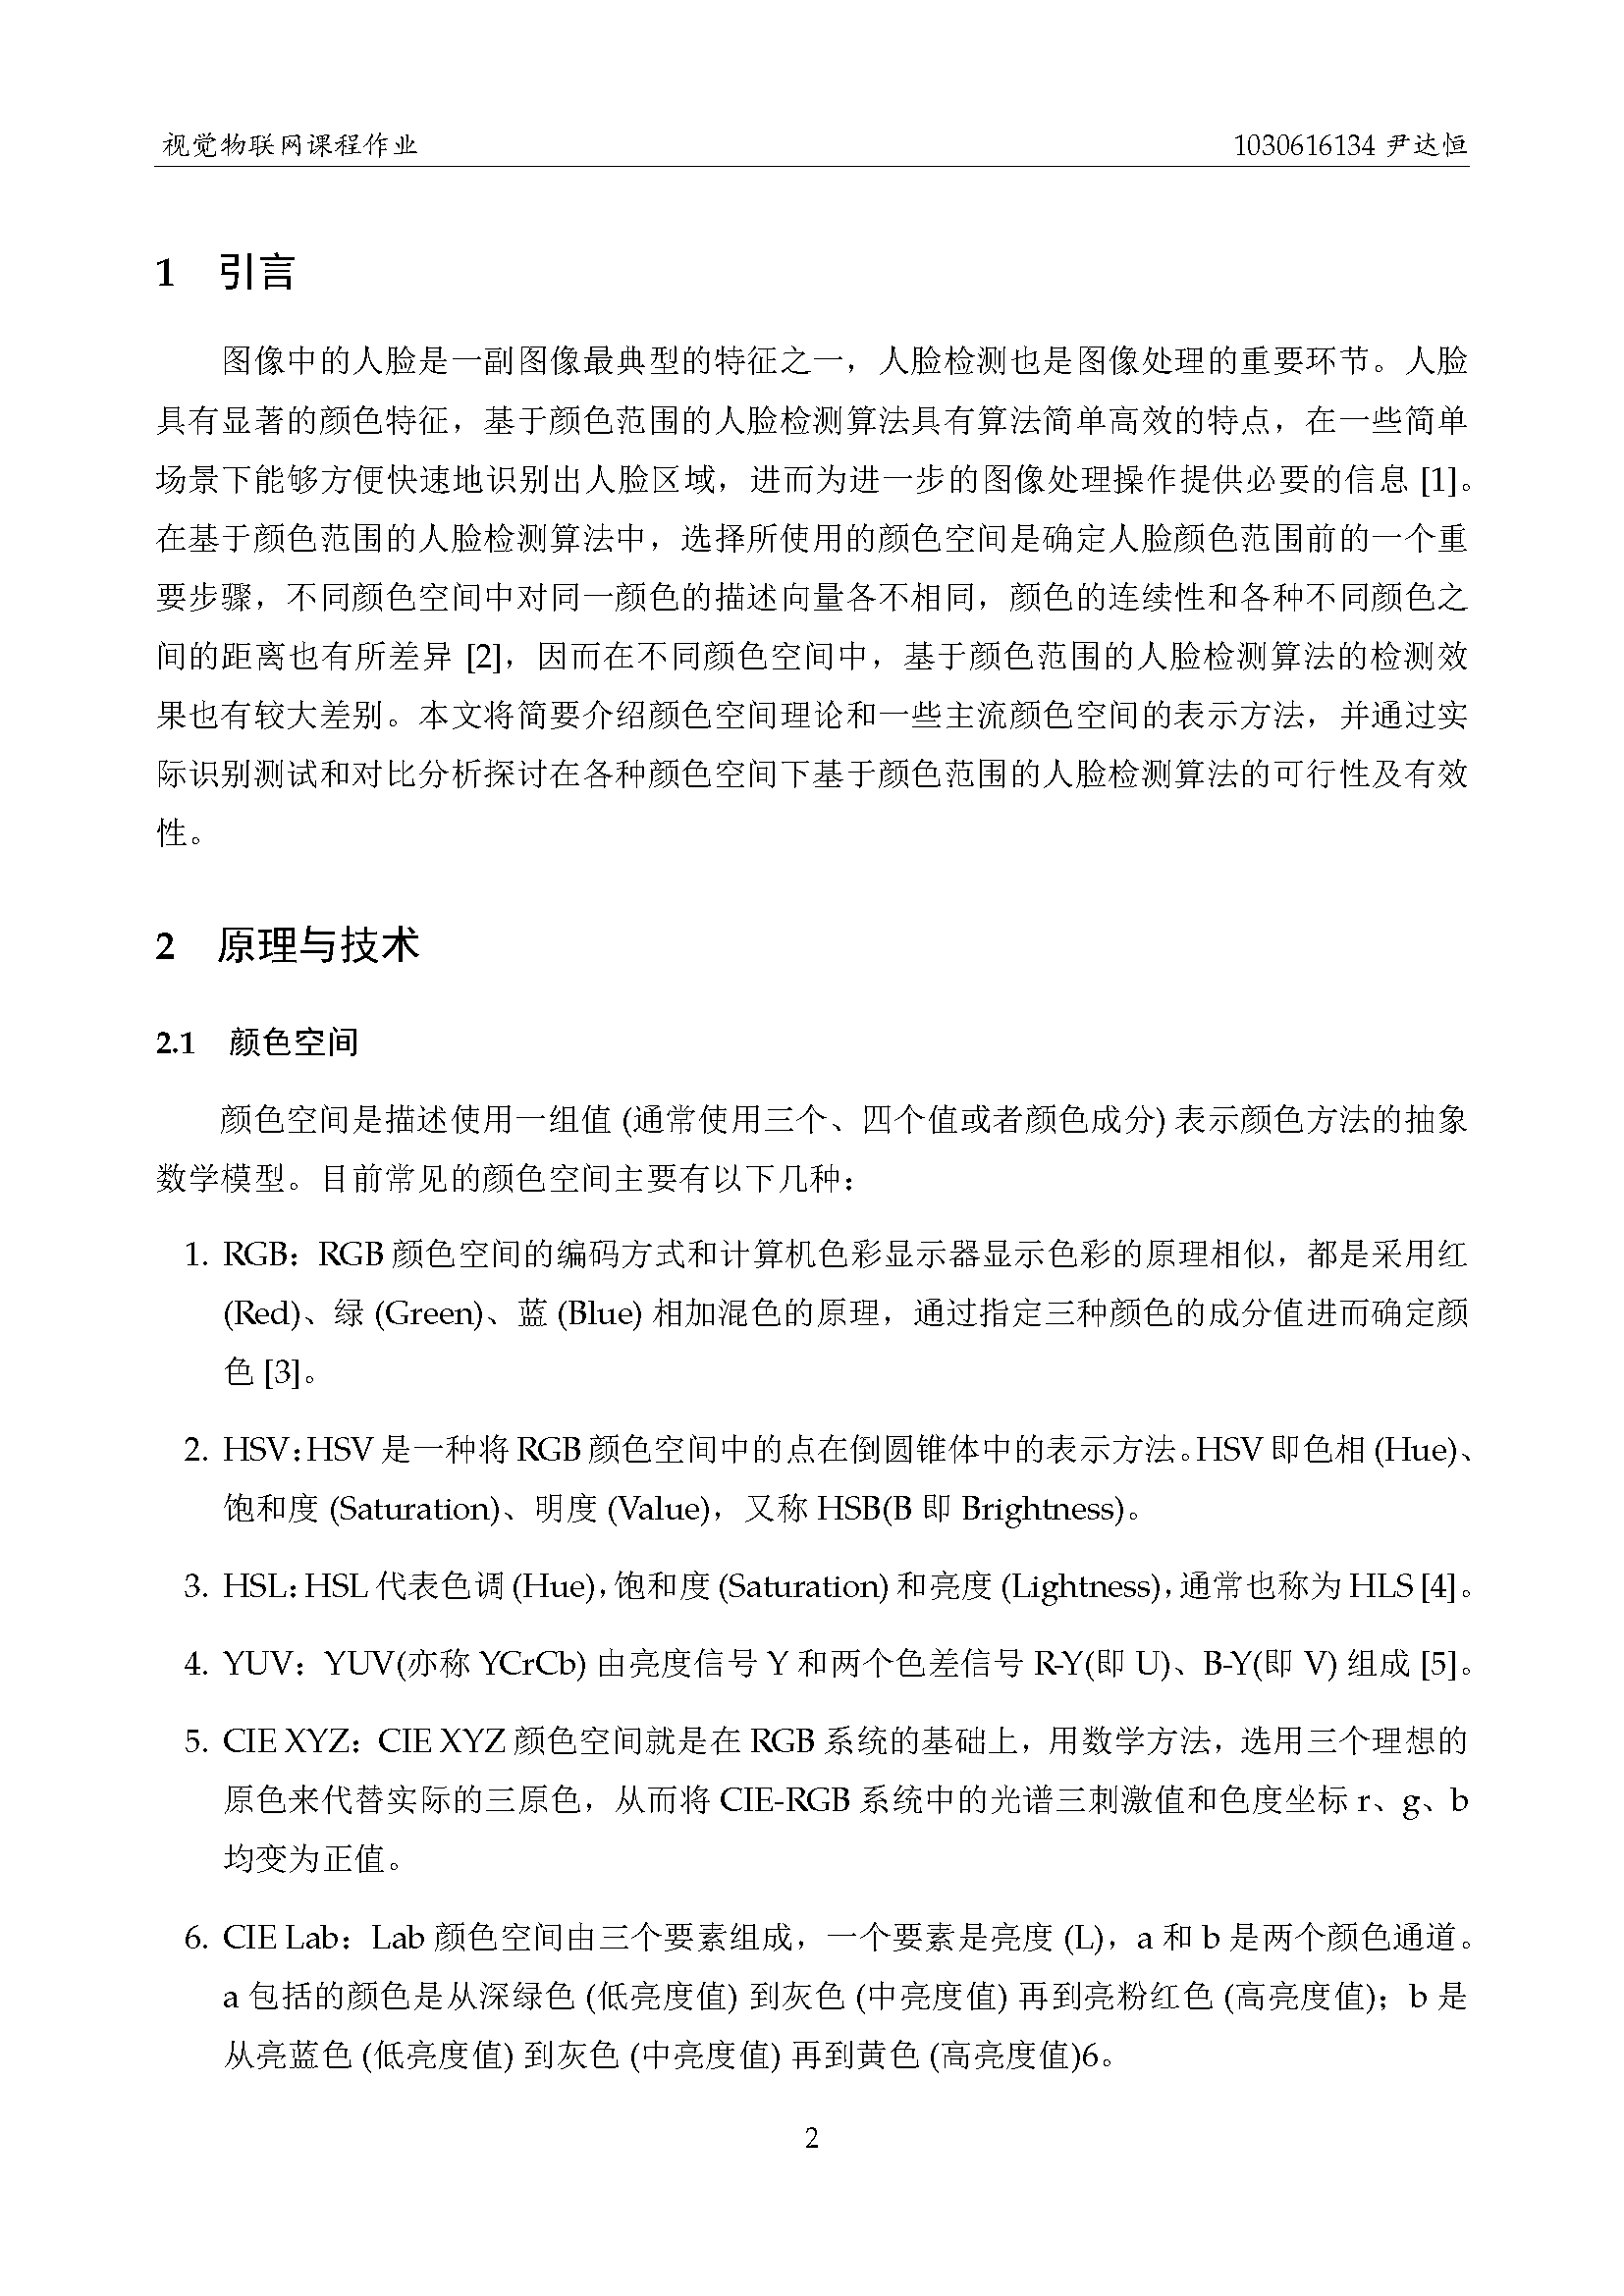 视觉物联网课程作业 1030616134 尹达恒
1 引言
图像中的人脸是一副图像最典型的特征之一，人脸检测也是图像处理的重要环节。人脸
具有显著的颜色特征，基于颜色范围的人脸检测算法具有算法简单高效的特点，在一些简单
场景下能够方便快速地识别出人脸区域，进而为进一步的图像处理操作提供必要的信息 [1]。
在基于颜色范围的人脸检测算法中，选择所使用的颜色空间是确定人脸颜色范围前的一个重
要步骤，不同颜色空间中对同一颜色的描述向量各不相同，颜色的连续性和各种不同颜色之
间的距离也有所差异 [2]，因而在不同颜色空间中，基于颜色范围的人脸检测算法的检测效
果也有较大差别。本文将简要介绍颜色空间理论和一些主流颜色空间的表示方法，并通过实
际识别测试和对比分析探讨在各种颜色空间下基于颜色范围的人脸检测算法的可行性及有效
性。
2 原理与技术
2.1 颜色空间
颜色空间是描述使用一组值 (通常使用三个、四个值或者颜色成分) 表示颜色方法的抽象
数学模型。目前常见的颜色空间主要有以下几种：
1. RGB：RGB 颜色空间的编码方式和计算机色彩显示器显示色彩的原理相似，都是采用红
(Red)、绿 (Green)、蓝 (Blue) 相加混色的原理，通过指定三种颜色的成分值进而确定颜
色 [3]。
2. HSV：HSV 是一种将 RGB 颜色空间中的点在倒圆锥体中的表示方法。HSV 即色相 (Hue)、
饱和度 (Saturation)、明度 (Value)，又称 HSB(B 即 Brightness)。
3. HSL：HSL 代表色调 (Hue)，饱和度 (Saturation) 和亮度 (Lightness)，通常也称为 HLS [4]。
4. YUV：YUV(亦称 YCrCb) 由亮度信号 Y 和两个色差信号 R-Y(即 U)、B-Y(即 V) 组成 [5]。
5. CIE XYZ：CIE XYZ 颜色空间就是在 RGB 系统的基础上，用数学方法，选用三个理想的
原色来代替实际的三原色，从而将 CIE-RGB 系统中的光谱三刺激值和色度坐标 r、g、b
均变为正值。
6. CIE Lab：Lab 颜色空间由三个要素组成，一个要素是亮度 (L)，a 和 b 是两个颜色通道。
a 包括的颜色是从深绿色 (低亮度值) 到灰色 (中亮度值) 再到亮粉红色 (高亮度值)；b 是
从亮蓝色 (低亮度值) 到灰色 (中亮度值) 再到黄色 (高亮度值)6。
2